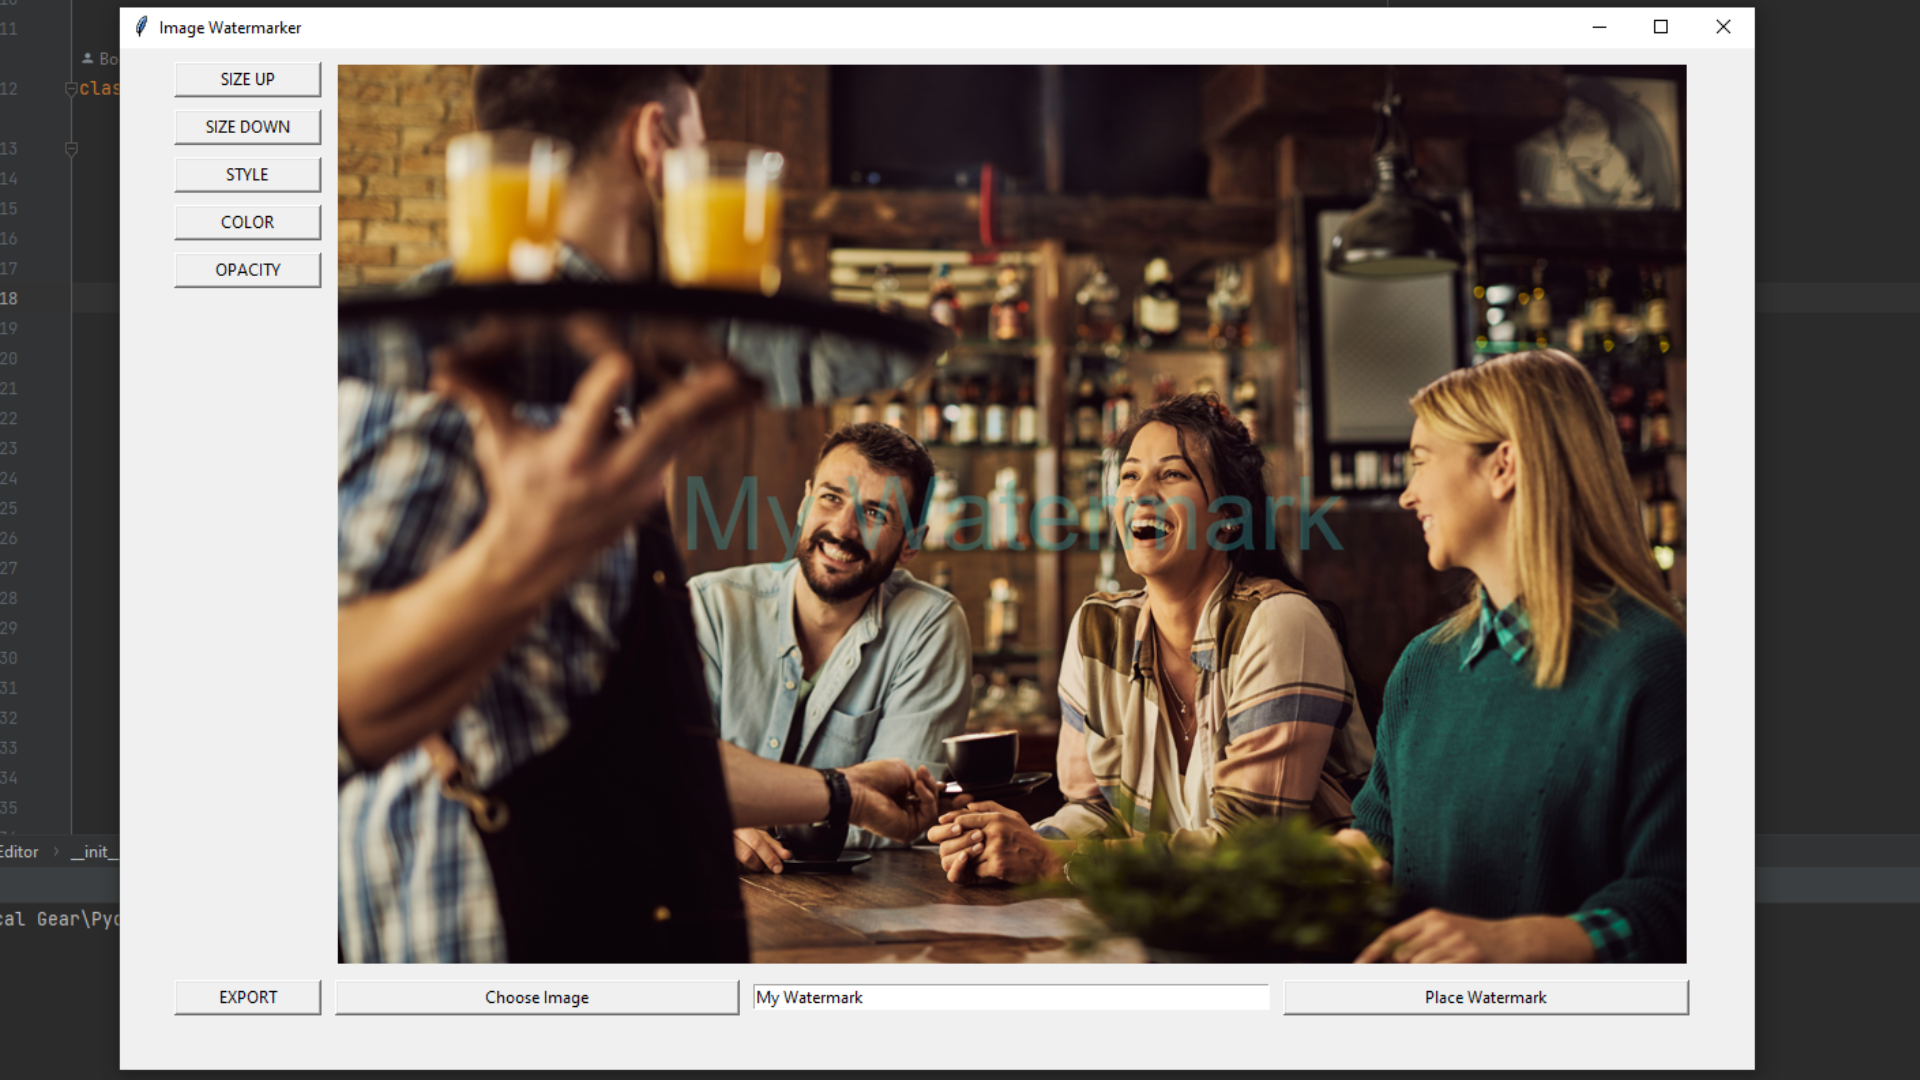 Image Watermarker
11
Bo
12
clas
13
14
15
16
17
18
19
20
21
22
23
24
25
26
27
28
29
30
31
32
33
34
35
SIZE UP
SIZE DOWN
STYLE
COLOR
OPACITY
My Watermark
Editor > __init__
cal Gear\Pyc
EXPORT
Choose Image
My Watermark
Place Watermark